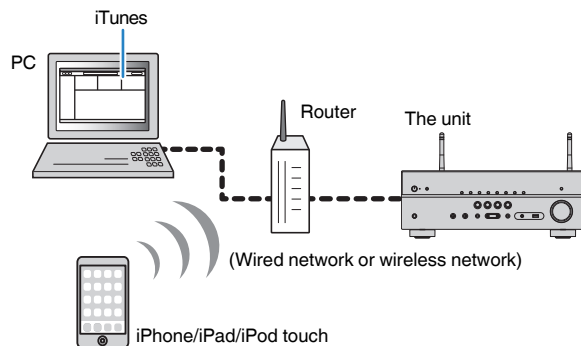 iTunes
PC
Router
The unit
(Wired network or wireless network)
iPhone/iPad/iPod touch